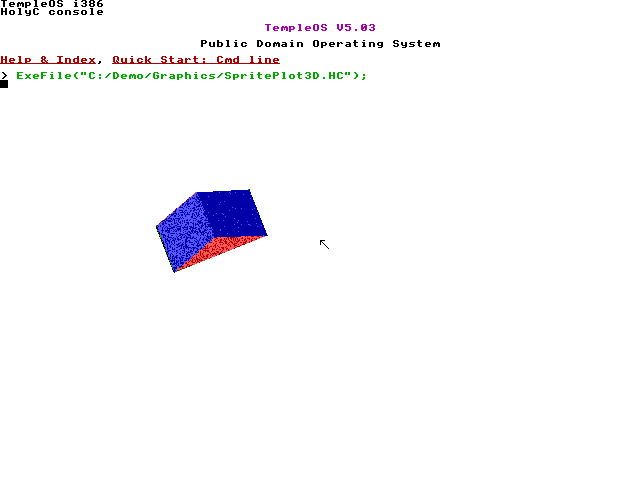 TempleOS i386
HolyC console
TempleOS V5.03
Public Domain Operating System
Help & Index, Quick Start: Cmd line
> ExeFile("C:/Demo/Graphics/SpritePlot3D.HC");